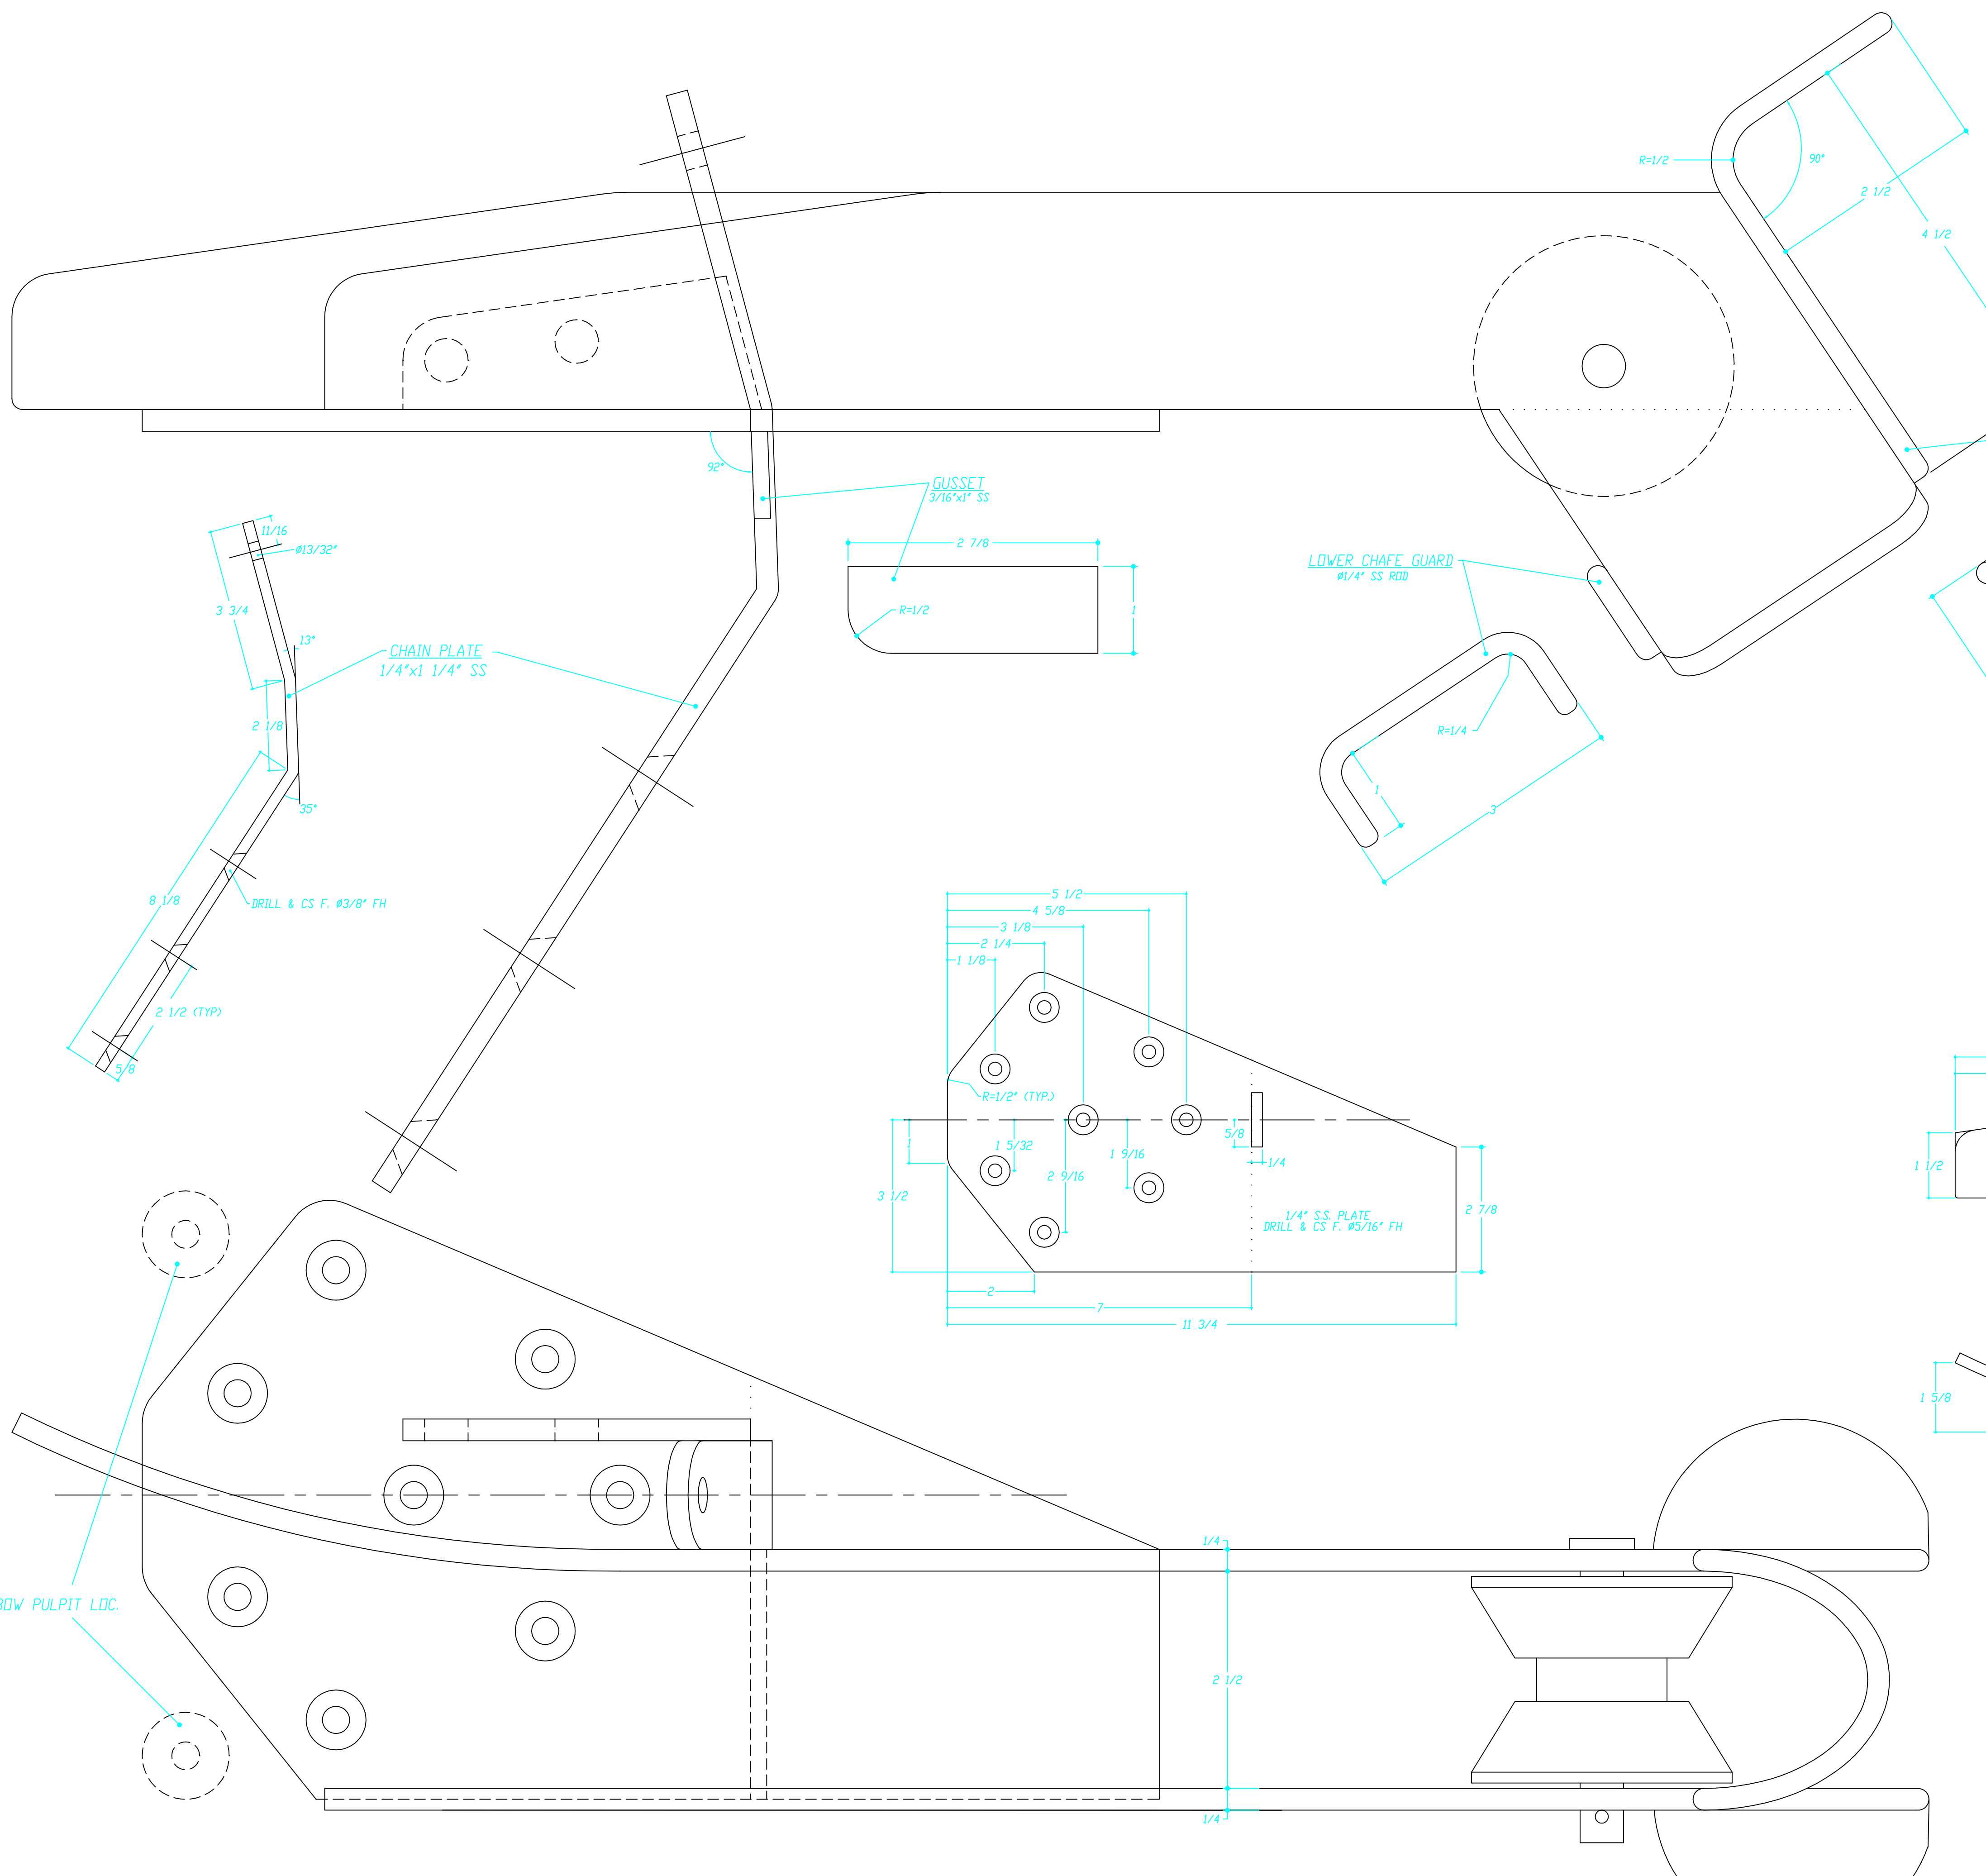 R=1/2
90°
2 1/2
4 1/2
92°
GUSSET
3/16"x1" SS
11/16
Ø13/32"
2 7/8
LOWER CHAFE GUARD
Ø1/4" SS ROD
3 3/4
R=1/2
1
13°
CHAIN PLATE
1/4"x1 1/4" SS
2 1/8
R=1/4
1
3
35°
8 1/8
DRILL & CS F. Ø3/8" FH
5 1/2
4 5/8
3 1/8
2 1/4
1 1/8
2 1/2 (TYP)
5/8
R=1/2" (TYP.)
1
1 5/32
1 9/16
5/8
1/4
2 9/16
3 1/2
1 1/2
2 7/8
1/4" S.S. PLATE
DRILL & CS F. Ø5/16" FH
2
7
11 3/4
1 5/8
1/4
BOW PULPIT LOC.
2 1/2
1/4